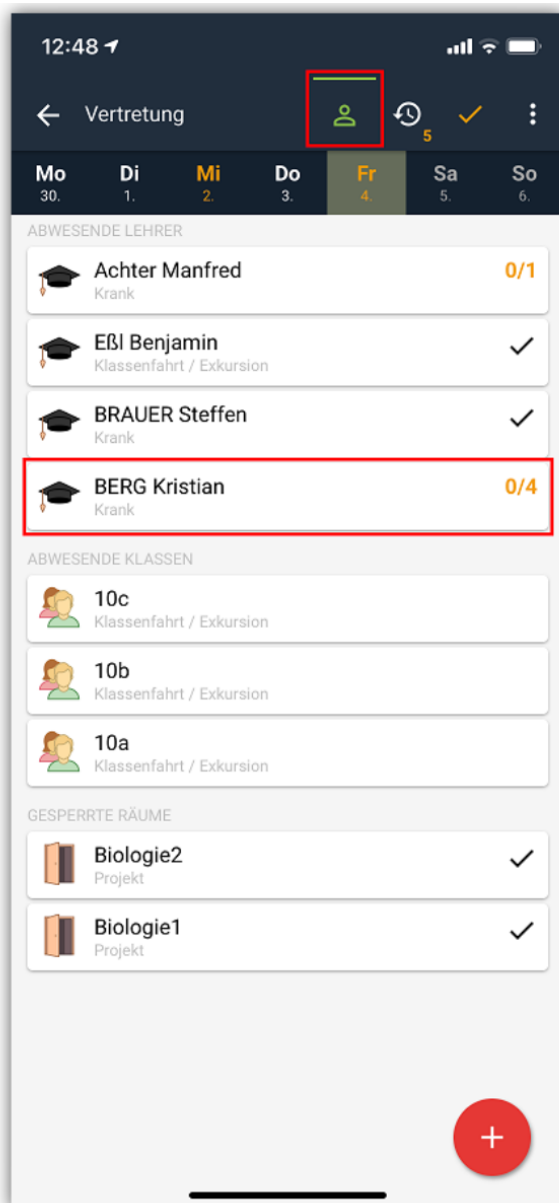 12:48
Vertretung
5
Mo Di Mi Do Fr Sa So
30. 1. 2. 3. 4. 5. 6.
ABWESENDE LEHRER
Achter Manfred 0/1
Krank
Eßl Benjamin
Klassenfahrt / Exkursion
BRAUER Steffen
Krank
BERG Kristian 0/4
Krank
ABWESENDE KLASSEN
10c
Klassenfahrt / Exkursion
10b
Klassenfahrt / Exkursion
10a
Klassenfahrt / Exkursion
GESPERRTE RÄUME
Biologie2
Projekt
Biologie1
Projekt